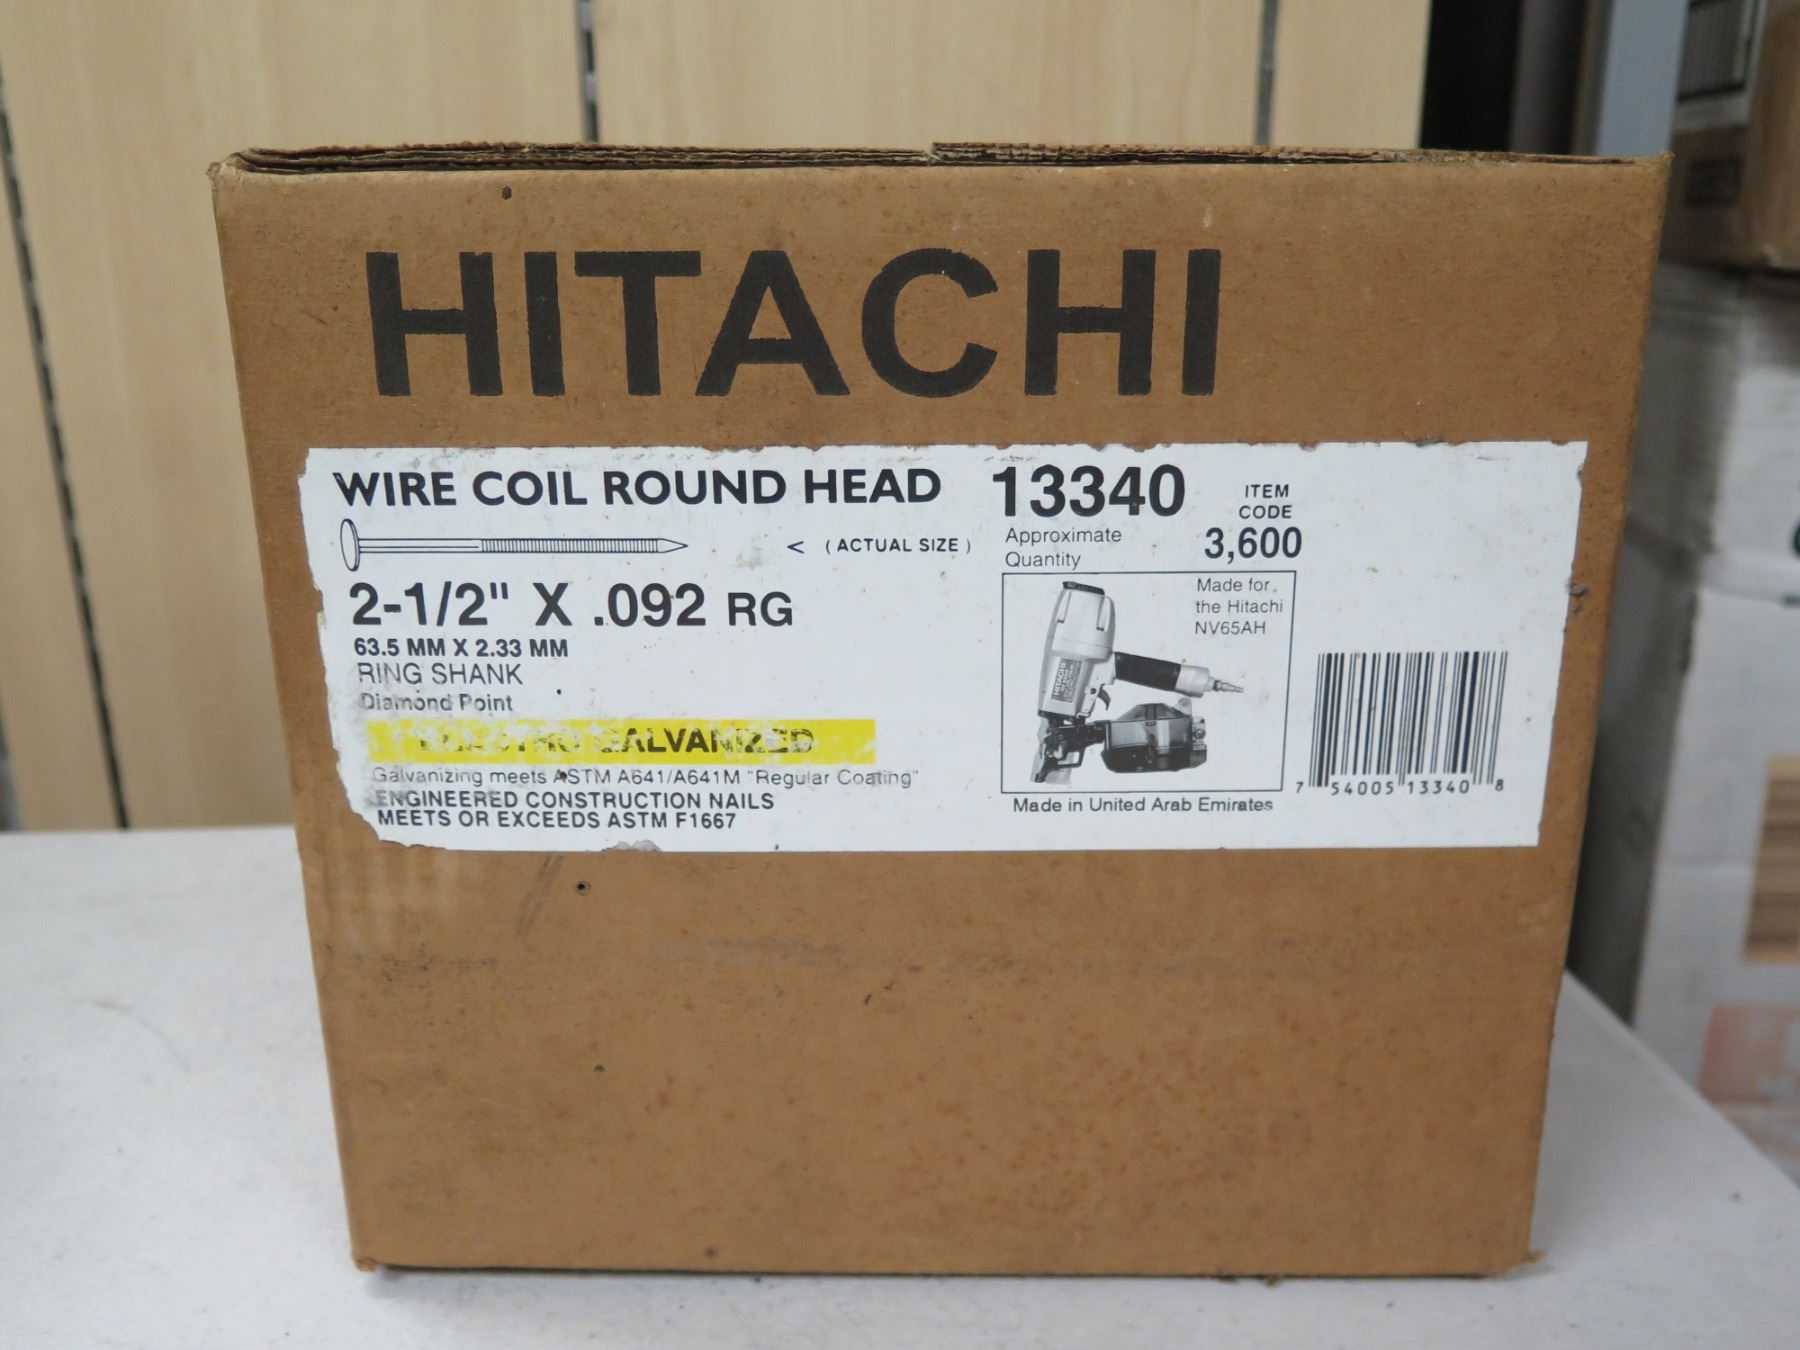 HITACHI
WIRE COIL ROUND HEAD
< (ACTUAL SIZE)
2-1/2" X .092 RG
63.5 MM X 2.33 MM
RING SHANK
Diamond Point
GALVANIZED
Galvanizing meets ASTM A641/A641M "Regular Coating"
ENGINEERED CONSTRUCTION NAILS
MEETS OR EXCEEDS ASTM F1667
13340 ITEM CODE
Approximate Quantity 3,600
Made for
the Hitachi
NV65AH
HITACHI
Made in United Arab Emirates
7 54005 13340 8